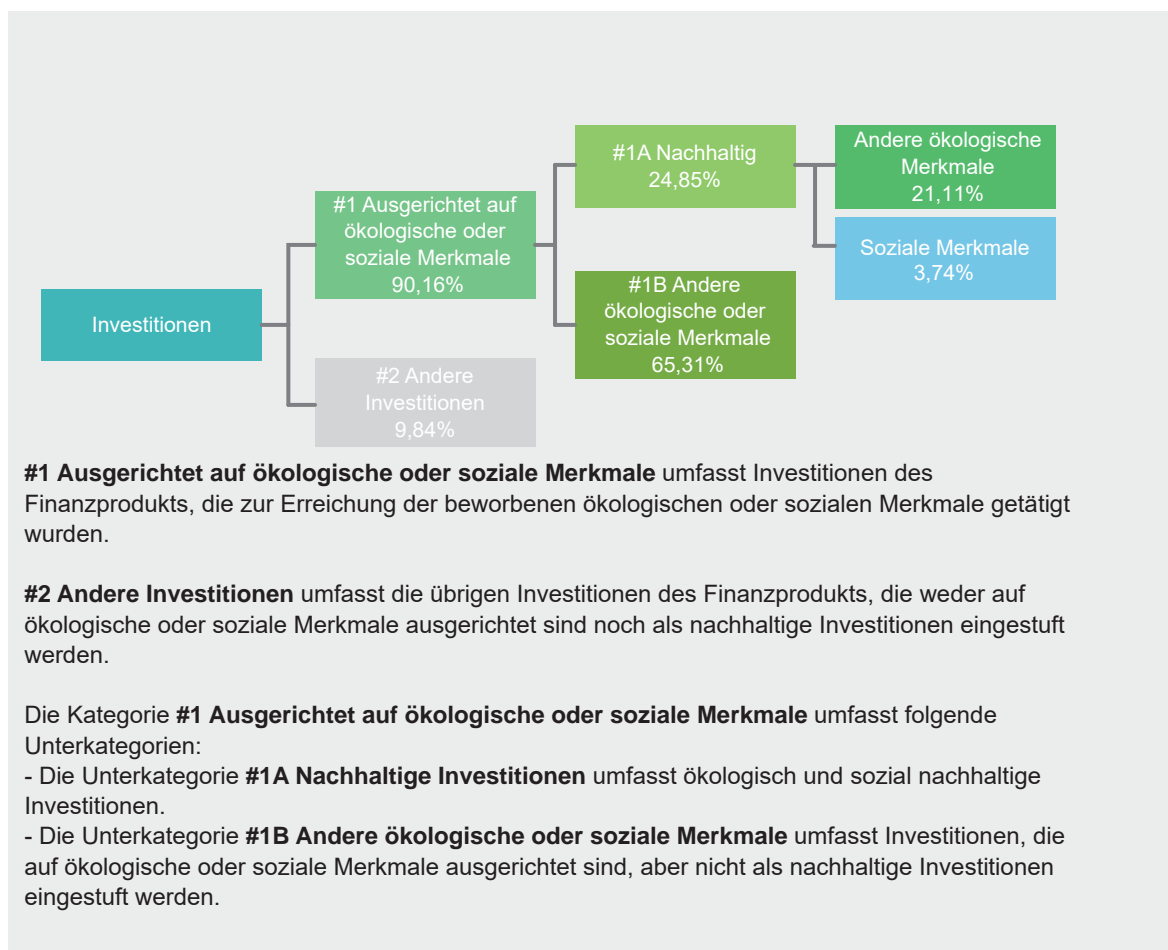 Investitionen
#1 Ausgerichtet auf
ökologische oder
soziale Merkmale
90,16%
#2 Andere
Investitionen
9,84%
#1A Nachhaltig
24,85%
#1B Andere
ökologische oder
soziale Merkmale
65,31%
Andere ökologische
Merkmale
21,11%
Soziale Merkmale
3,74%
#1 Ausgerichtet auf ökologische oder soziale Merkmale umfasst Investitionen des
Finanzprodukts, die zur Erreichung der beworbenen ökologischen oder sozialen Merkmale getätigt
wurden.
#2 Andere Investitionen umfasst die übrigen Investitionen des Finanzprodukts, die weder auf
ökologische oder soziale Merkmale ausgerichtet sind noch als nachhaltige Investitionen eingestuft
werden.
Die Kategorie #1 Ausgerichtet auf ökologische oder soziale Merkmale umfasst folgende
Unterkategorien:
- Die Unterkategorie #1A Nachhaltige Investitionen umfasst ökologisch und sozial nachhaltige
Investitionen.
- Die Unterkategorie #1B Andere ökologische oder soziale Merkmale umfasst Investitionen, die
auf ökologische oder soziale Merkmale ausgerichtet sind, aber nicht als nachhaltige Investitionen
eingestuft werden.